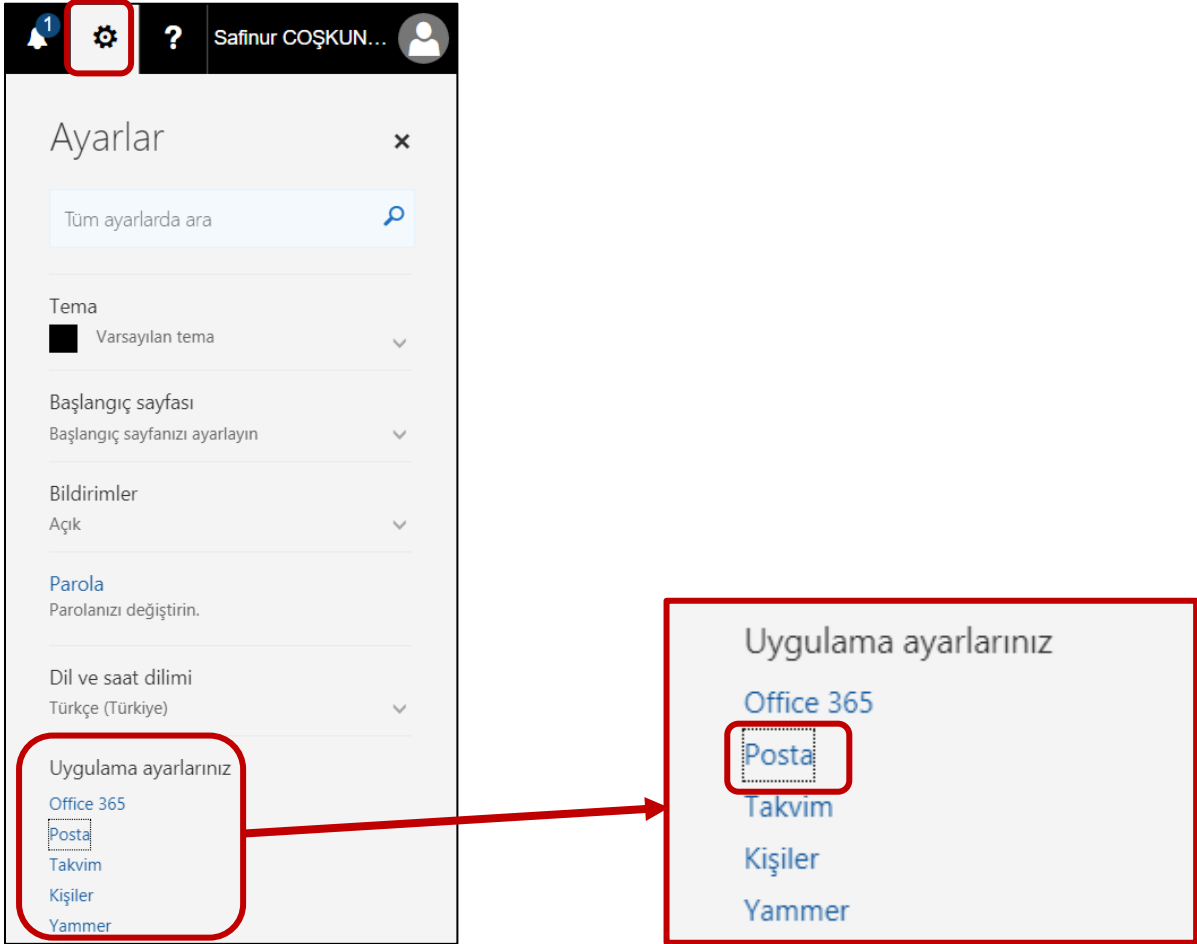 1
?
Safinur COŞKUN...
Ayarlar
Tüm ayarlarda ara
Tema
Varsayılan tema
Başlangıç sayfası
Başlangıç sayfanızı ayarlayın
Bildirimler
Açık
Parola
Parolanızı değiştirin.
Dil ve saat dilimi
Türkçe (Türkiye)
Uygulama ayarlarınız
Office 365
Posta
Takvim
Kişiler
Yammer
Uygulama ayarlarınız
Office 365
Posta
Takvim
Kişiler
Yammer